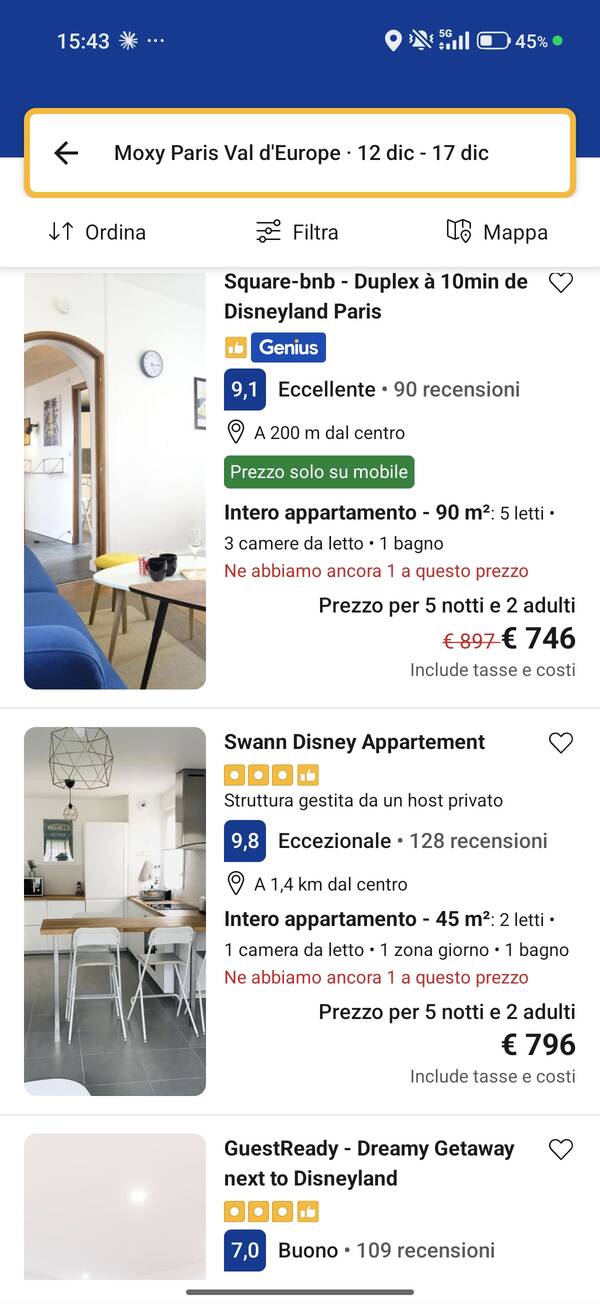 15:43
5G
45%
Moxy Paris Val d'Europe · 12 dic - 17 dic
Ordina
Filtra
Mappa
Square-bnb - Duplex à 10min de
Disneyland Paris
Genius
9,1 Eccellente • 90 recensioni
A 200 m dal centro
Prezzo solo su mobile
Intero appartamento - 90 m²: 5 letti •
3 camere da letto • 1 bagno
Ne abbiamo ancora 1 a questo prezzo
Prezzo per 5 notti e 2 adulti
€ 897 € 746
Include tasse e costi
Swann Disney Appartement
Struttura gestita da un host privato
9,8 Eccezionale • 128 recensioni
A 1,4 km dal centro
Intero appartamento - 45 m²: 2 letti •
1 camera da letto • 1 zona giorno • 1 bagno
Ne abbiamo ancora 1 a questo prezzo
Prezzo per 5 notti e 2 adulti
€ 796
Include tasse e costi
GuestReady - Dreamy Getaway
next to Disneyland
7,0 Buono • 109 recensioni